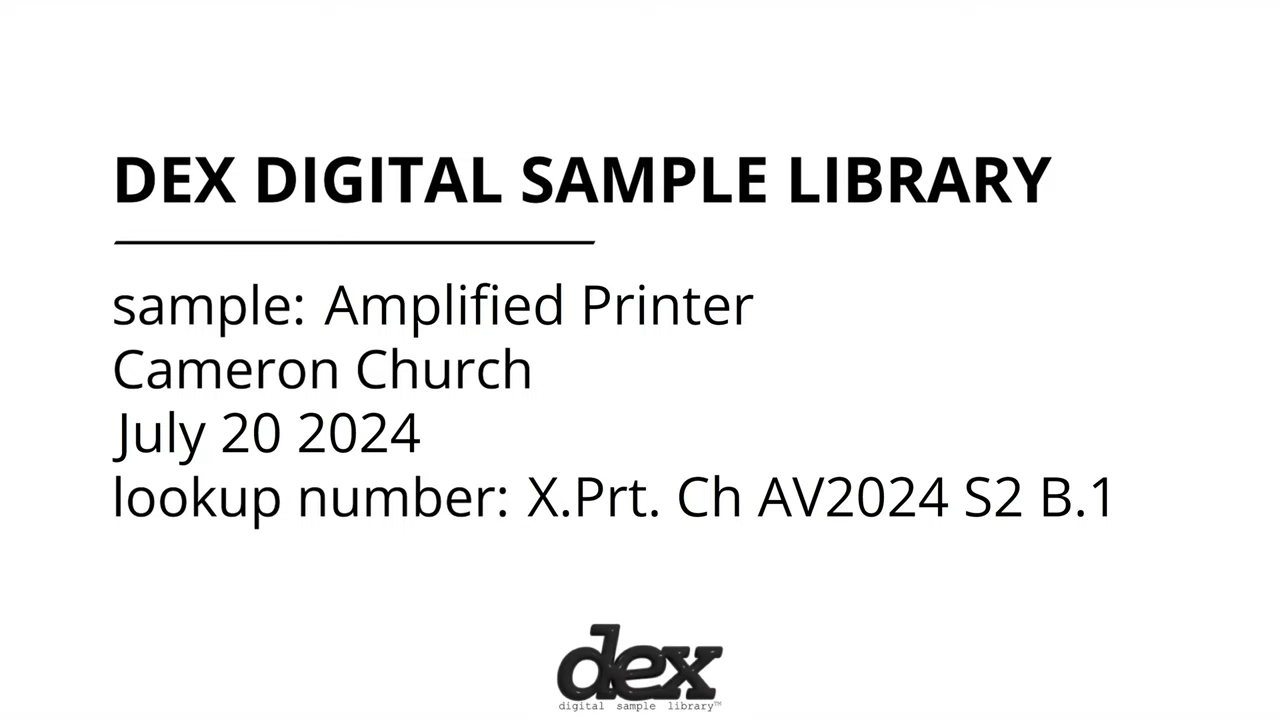 DEX DIGITAL SAMPLE LIBRARY
sample: Amplified Printer
Cameron Church
July 20 2024
lookup number: X.Prt. Ch AV2024 S2 B.1
dex
digital sample library™